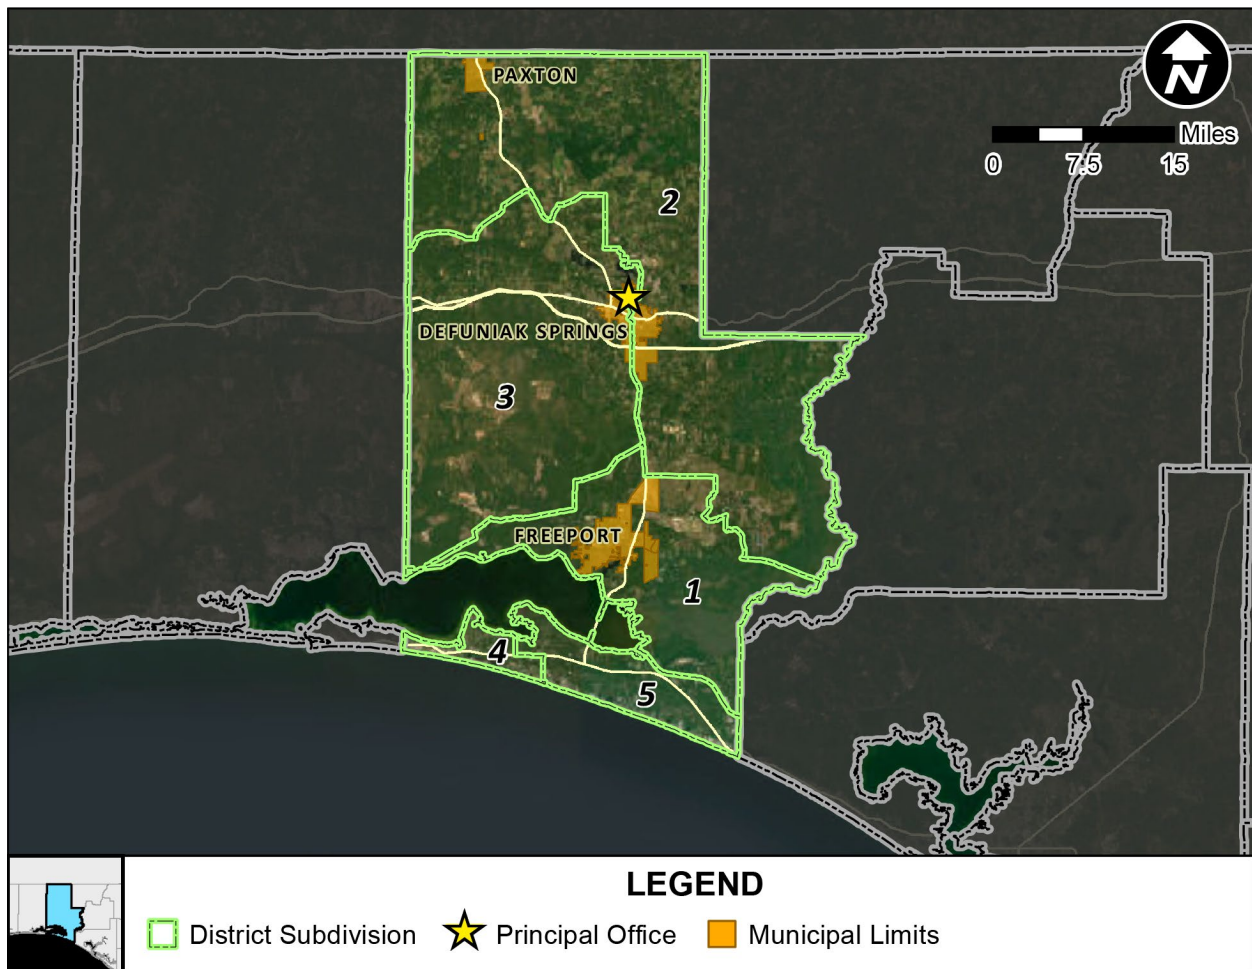 PAXTON
N
Miles
0 7.5 15
2
DEFUNIAK SPRINGS
3
FREEPORT
1
4
5
LEGEND
District Subdivision Principal Office Municipal Limits